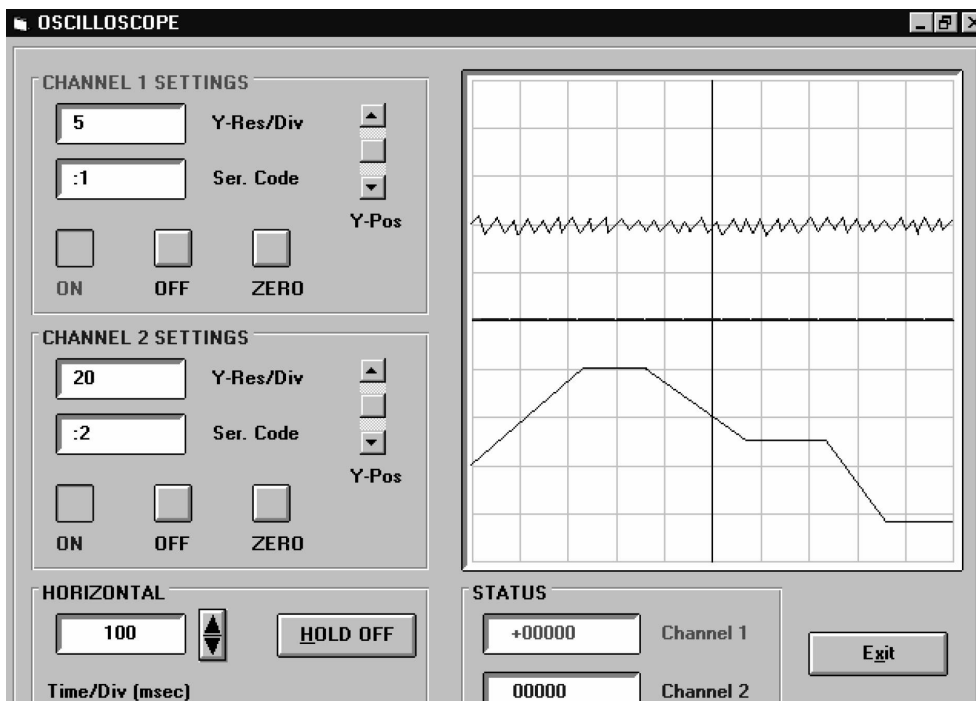 OSCILLOSCOPE
CHANNEL 1 SETTINGS
5 Y-Res/Div
:1 Ser. Code
Y-Pos
ON OFF ZERO
CHANNEL 2 SETTINGS
20 Y-Res/Div
:2 Ser. Code
Y-Pos
ON OFF ZERO
HORIZONTAL
100 HOLD OFF
Time/Div (msec)
STATUS
+00000 Channel 1
00000 Channel 2
Exit